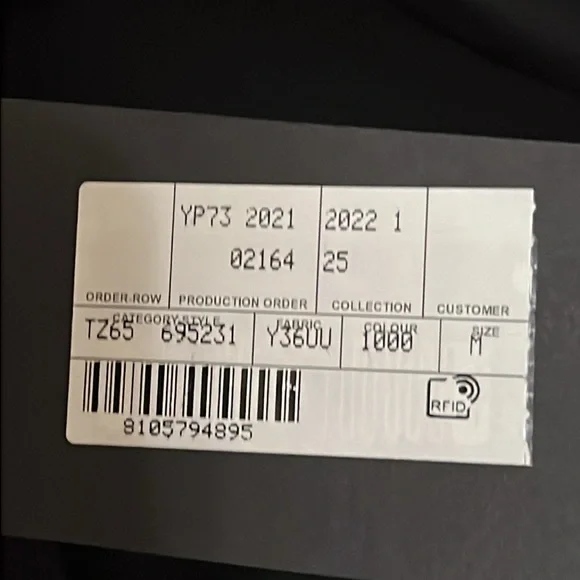 YP73 2021 2022 1
02164 25
ORDER-ROW PRODUCTION ORDER COLLECTION CUSTOMER
CATEGORY-STYLE FABRIC COLOUR SIZE
TZ65 695231 Y36UU 1000 M
RFID
8105794895